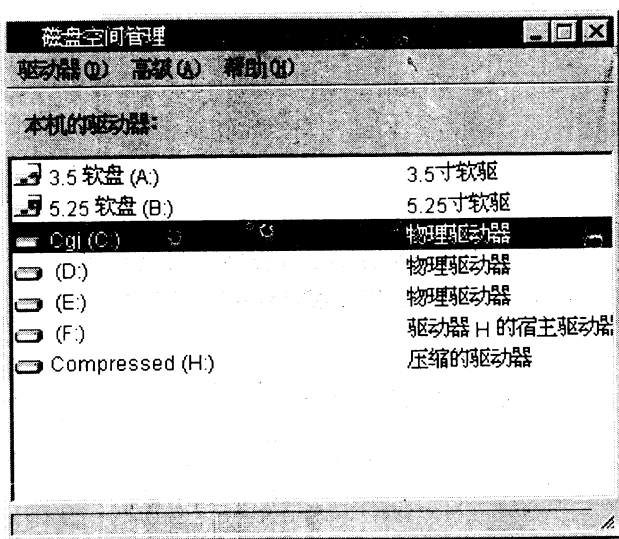 磁盘空间管理
驱动器(D) 高级(A) 帮助(H)
本机的驱动器:
3.5 软盘 (A:) 3.5寸软驱
5.25 软盘 (B:) 5.25寸软驱
Cgj (C:) 物理驱动器
(D:) 物理驱动器
(E:) 物理驱动器
(F:) 驱动器 H 的宿主驱动器
Compressed (H:) 压缩的驱动器